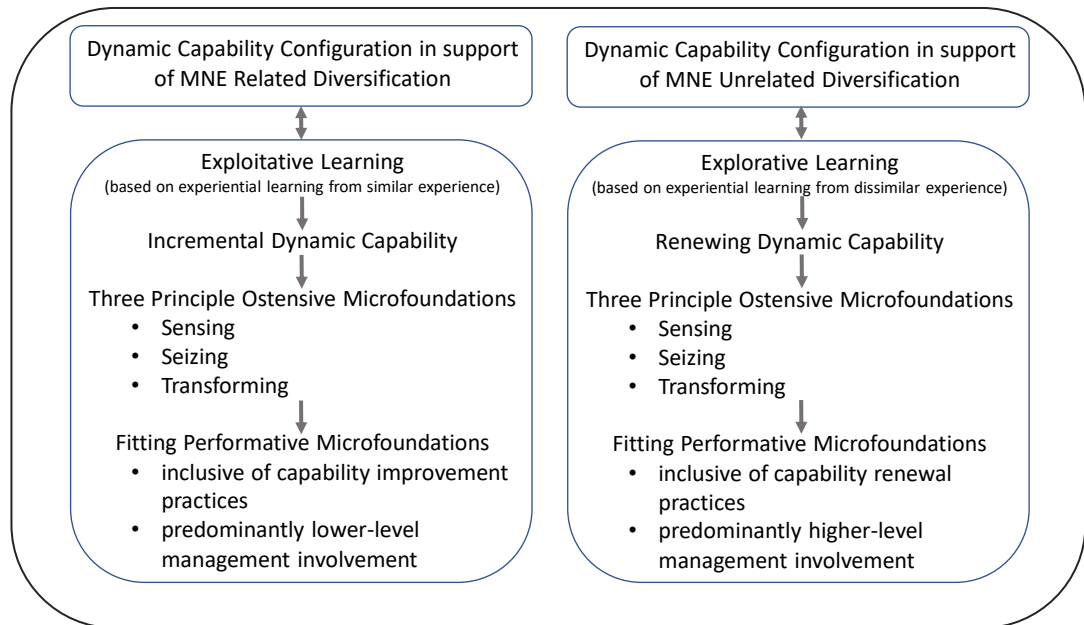 Dynamic Capability Configuration in support
of MNE Related Diversification
Exploitative Learning
(based on experiential learning from similar experience)
Incremental Dynamic Capability
Three Principle Ostensive Microfoundations
• Sensing
• Seizing
• Transforming
Fitting Performative Microfoundations
• inclusive of capability improvement
practices
• predominantly lower-level
management involvement
Dynamic Capability Configuration in support
of MNE Unrelated Diversification
Explorative Learning
(based on experiential learning from dissimilar experience)
Renewing Dynamic Capability
Three Principle Ostensive Microfoundations
• Sensing
• Seizing
• Transforming
Fitting Performative Microfoundations
• inclusive of capability renewal
practices
• predominantly higher-level
management involvement